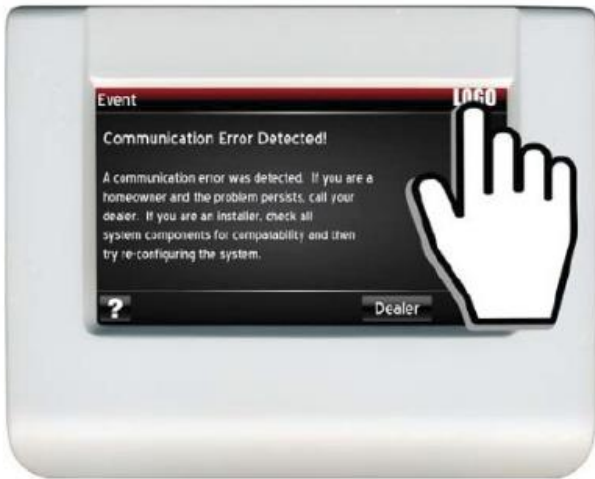 Event
LOGO
Communication Error Detected!
A communication error was detected. If you are a
homeowner and the problem persists, call your
dealer. If you are an installer, check all
system components for compatability and then
try re-configuring the system.
?
Dealer